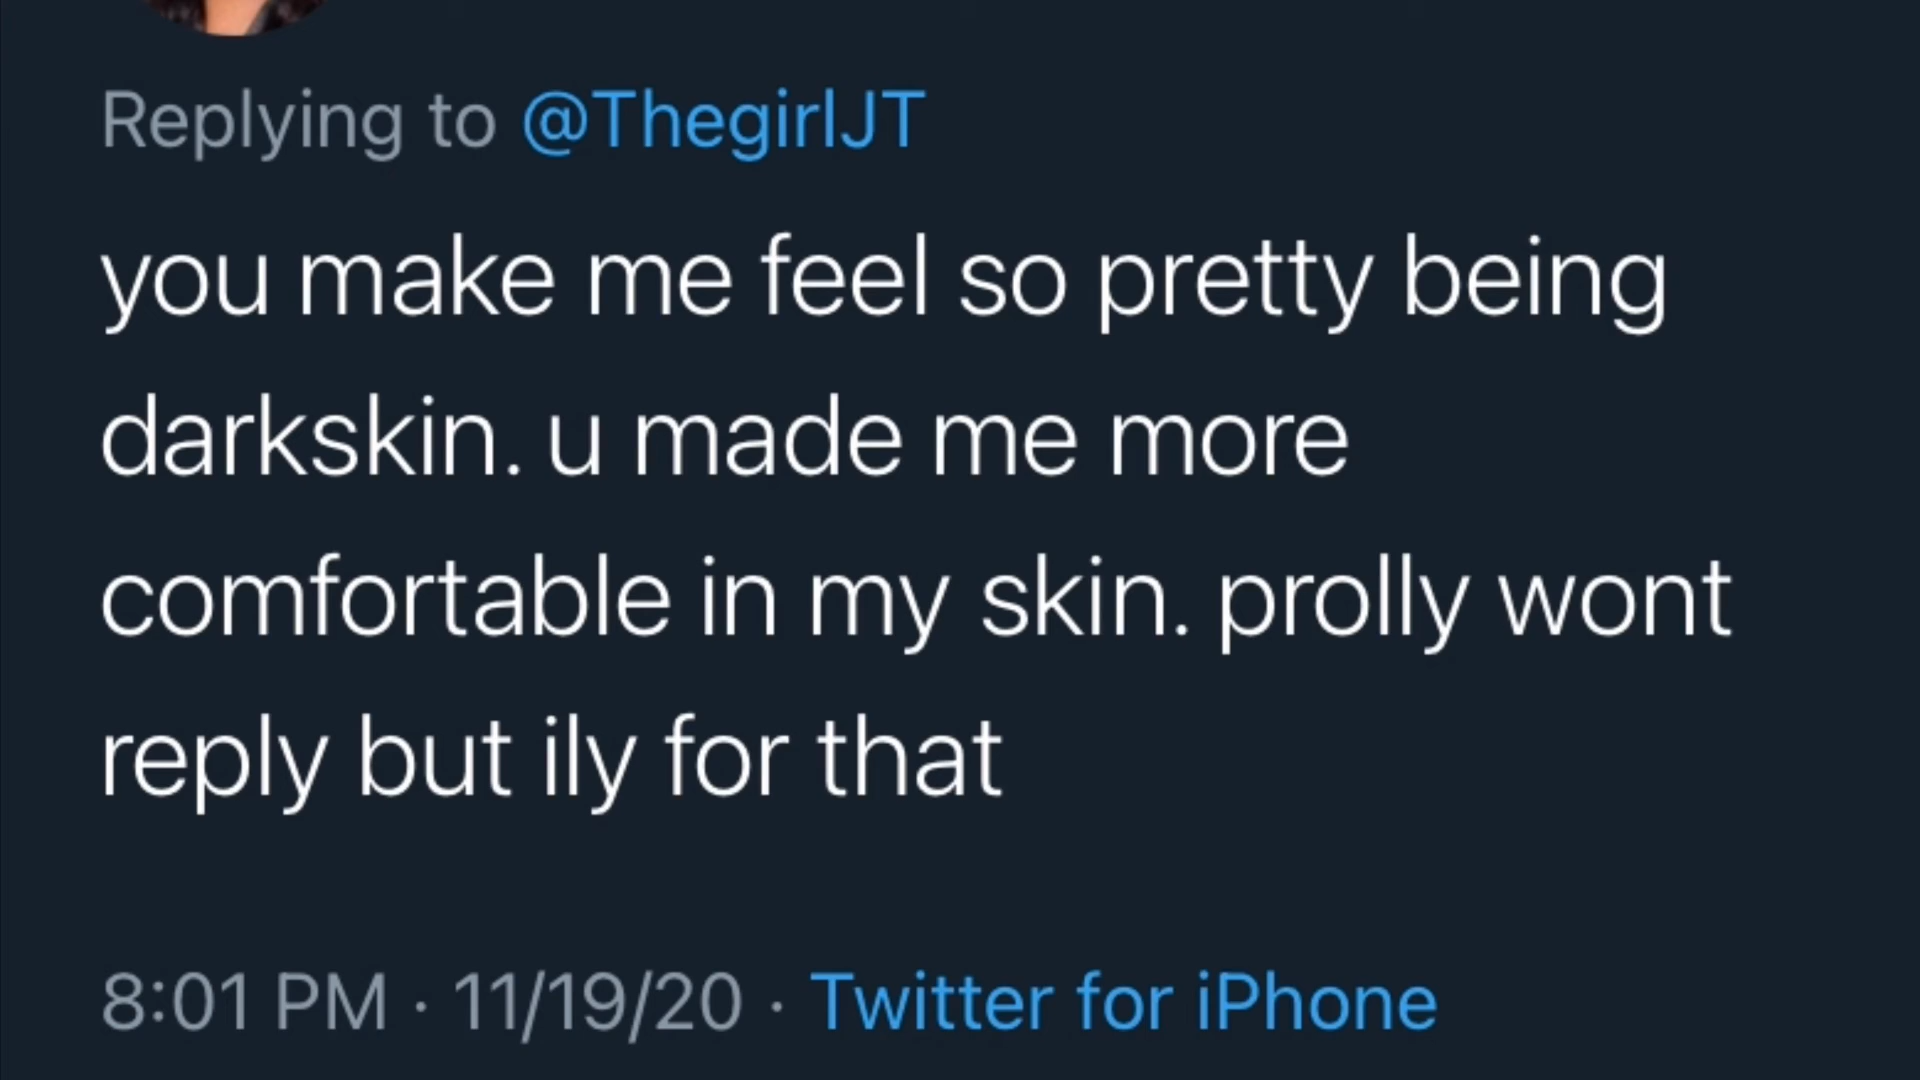 Replying to @ThegirlJT
you make me feel so pretty being
darkskin. u made me more
comfortable in my skin. prolly wont
reply but ily for that
8:01 PM · 11/19/20 · Twitter for iPhone